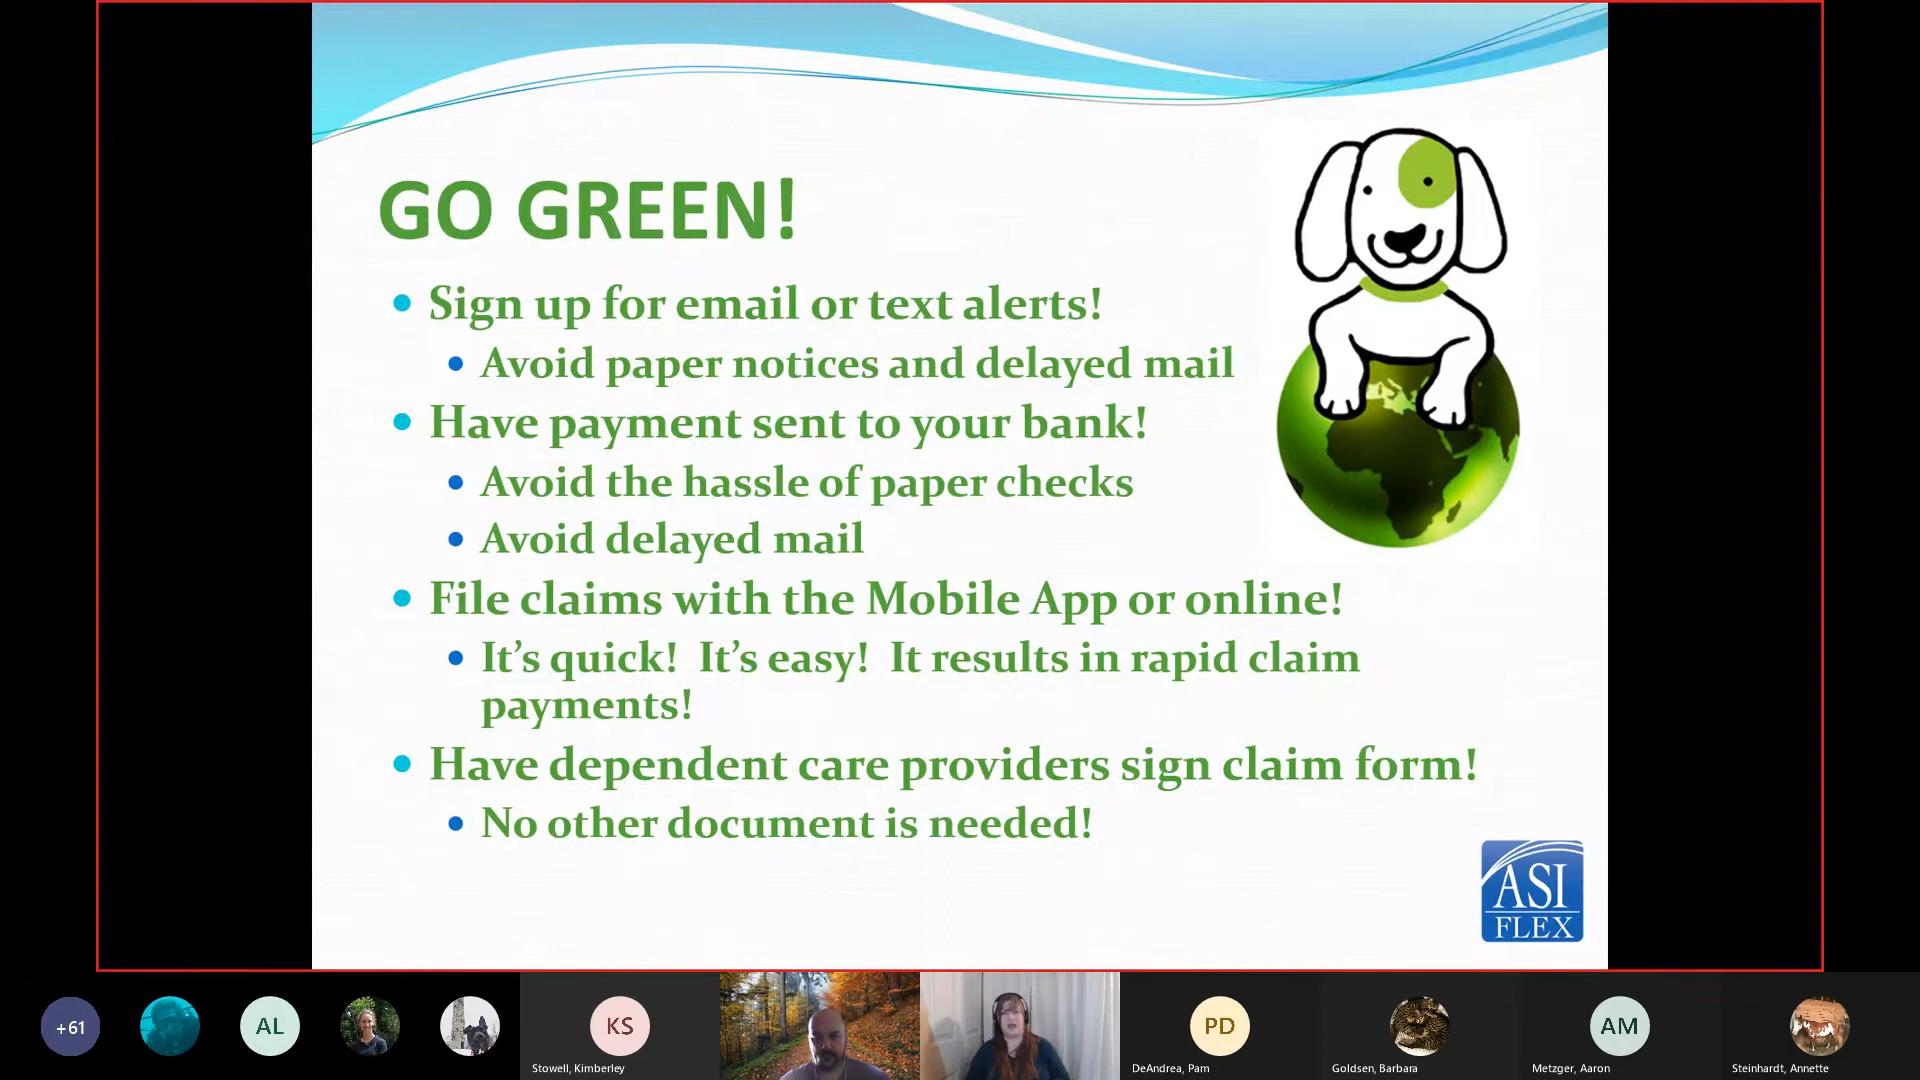 GO GREEN!
Sign up for email or text alerts!
Avoid paper notices and delayed mail
Have payment sent to your bank!
Avoid the hassle of paper checks
Avoid delayed mail
File claims with the Mobile App or online!
It’s quick!  It’s easy!  It results in rapid claim
payments!
Have dependent care providers sign claim form!
No other document is needed!
ASI
FLEX
+61
AL
KS
PD
AM
Stowell, Kimberley
DeAndrea, Pam
Goldsen, Barbara
Metzger, Aaron
Steinhardt, Annette